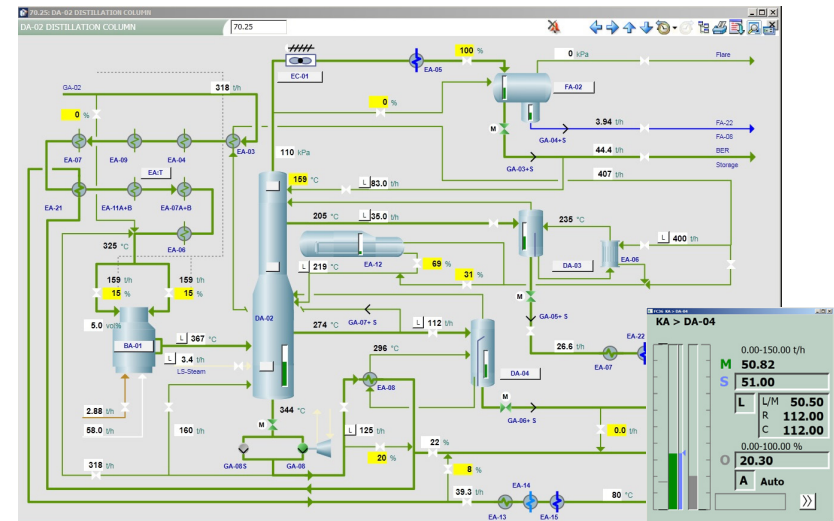 70.25: DA-02 DISTILLATION COLUMN
DA-02 DISTILLATION COLUMN
70.25
100 %
0 kPa
Flare
EC-01
EA-05
FA-02
GA-02
318 t/h
0 %
0 %
3.94 t/h
FA-22
M
GA-04+S
FA-08
EA-07
EA-09
EA-04
EA-03
110 kPa
44.4 t/h
BER
GA-03+S
Storage
EA:T
159 °C
L 83.0 t/h
407 t/h
EA-21
EA-11A+B
EA-07A+B
205 °C
L 35.0 t/h
235 °C
L 400 t/h
325 °C
EA-06
L 219 °C
EA-12
69 %
DA-03
EA-06
31 %
159 t/h
159 t/h
15 %
15 %
M
5.0 vol%
DA-02
274 °C
GA-07+ S
L 112 t/h
GA-05+ S
BA-01
L 367 °C
EA-22
296 °C
26.6 t/h
EA-07
L 3.4 t/h
LS-Steam
EA-08
DA-04
2.88 t/h
344 °C
M
M
GA-06+ S
58.0 t/h
160 t/h
L 125 t/h
0.0 t/h
22 %
318 t/h
GA-08S
GA-08
20 %
8 %
EA-14
39.3 t/h
80 °C
EA-13
EA-15
FC36 KA > DA-04
KA > DA-04
0.00-150.00 t/h
M 50.82
S 51.00
L
L/M 50.50
R 112.00
C 112.00
0.00-100.00 %
O 20.30
A Auto